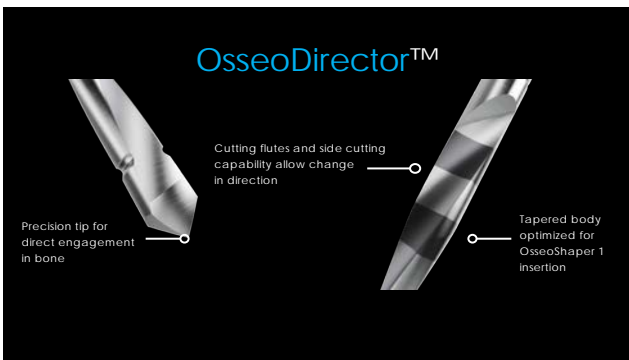 OsseoDirector™
Cutting flutes and side cutting
capability allow change
in direction
Precision tip for
direct engagement
in bone
Tapered body
optimized for
OsseoShaper 1
insertion